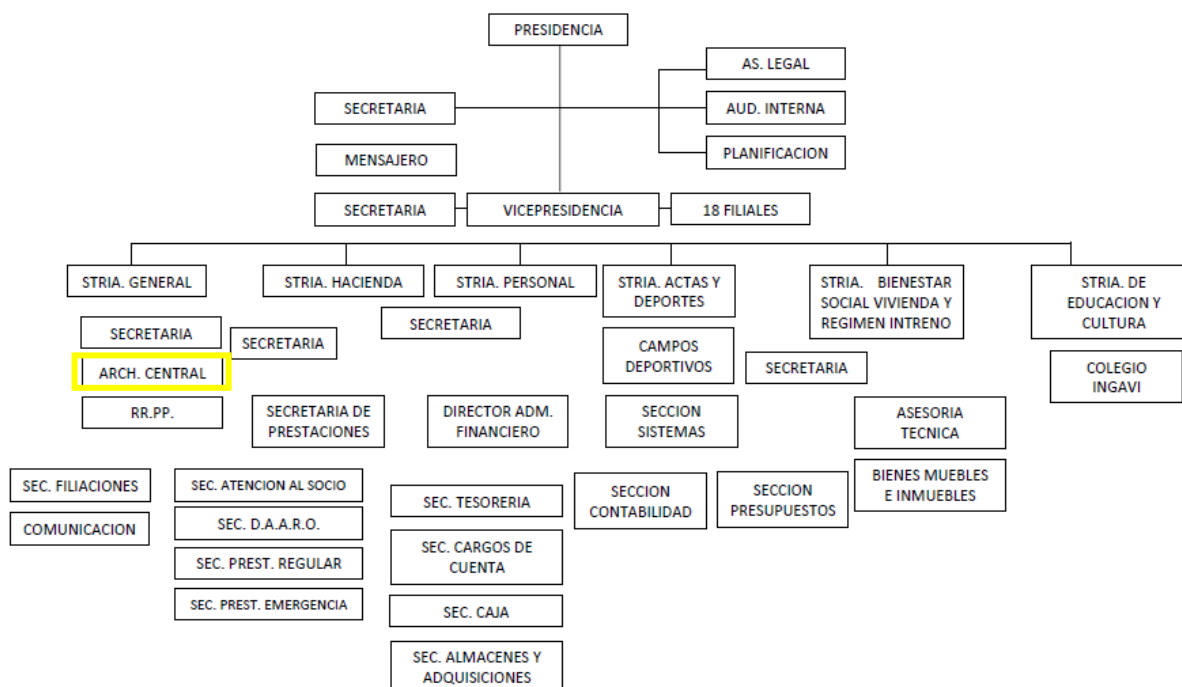 PRESIDENCIA
AS. LEGAL
SECRETARIA
AUD. INTERNA
MENSAJERO
PLANIFICACION
SECRETARIA
VICEPRESIDENCIA
18 FILIALES
STRIA. GENERAL
STRIA. HACIENDA
STRIA. PERSONAL
STRIA. ACTAS Y
DEPORTES
STRIA. BIENESTAR
SOCIAL VIVIENDA Y
REGIMEN INTRENO
STRIA. DE
EDUCACION Y
CULTURA
SECRETARIA
SECRETARIA
SECRETARIA
CAMPOS
DEPORTIVOS
SECRETARIA
COLEGIO
INGAVI
ARCH. CENTRAL
RR.PP.
SECRETARIA DE
PRESTACIONES
DIRECTOR ADM.
FINANCIERO
SECCION
SISTEMAS
ASESORIA
TECNICA
SEC. FILIACIONES
SEC. ATENCION AL SOCIO
SEC. TESORERIA
SECCION
CONTABILIDAD
SECCION
PRESUPUESTOS
BIENES MUEBLES
E INMUEBLES
COMUNICACION
SEC. D.A.A.R.O.
SEC. CARGOS DE
CUENTA
SEC. PREST. REGULAR
SEC. PREST. EMERGENCIA
SEC. CAJA
SEC. ALMACENES Y
ADQUISICIONES